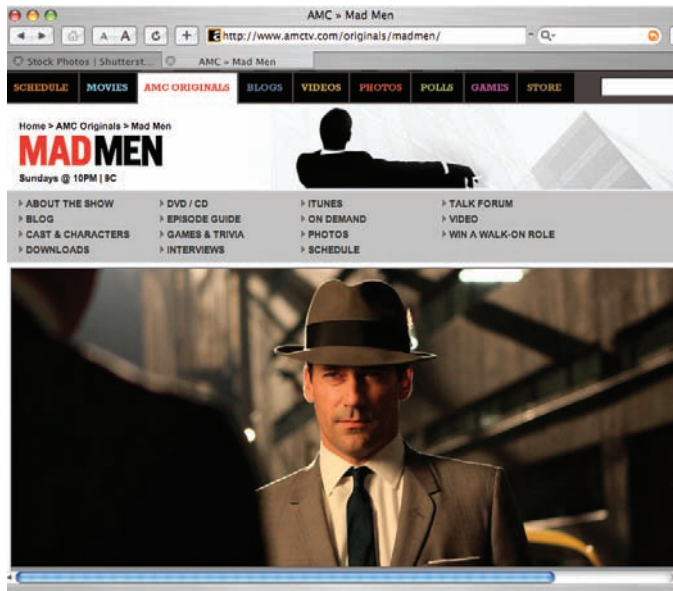 AMC » Mad Men
A A http://www.amctv.com/originals/madmen/ Q
Stock Photos | Shutterst... AMC » Mad Men
SCHEDULE MOVIES AMC ORIGINALS BLOGS VIDEOS PHOTOS POLLS GAMES STORE
Home > AMC Originals > Mad Men
MAD MEN
Sundays @ 10PM | 9C
ABOUT THE SHOW DVD / CD ITUNES TALK FORUM
BLOG EPISODE GUIDE ON DEMAND VIDEO
CAST & CHARACTERS GAMES & TRIVIA PHOTOS WIN A WALK-ON ROLE
DOWNLOADS INTERVIEWS SCHEDULE